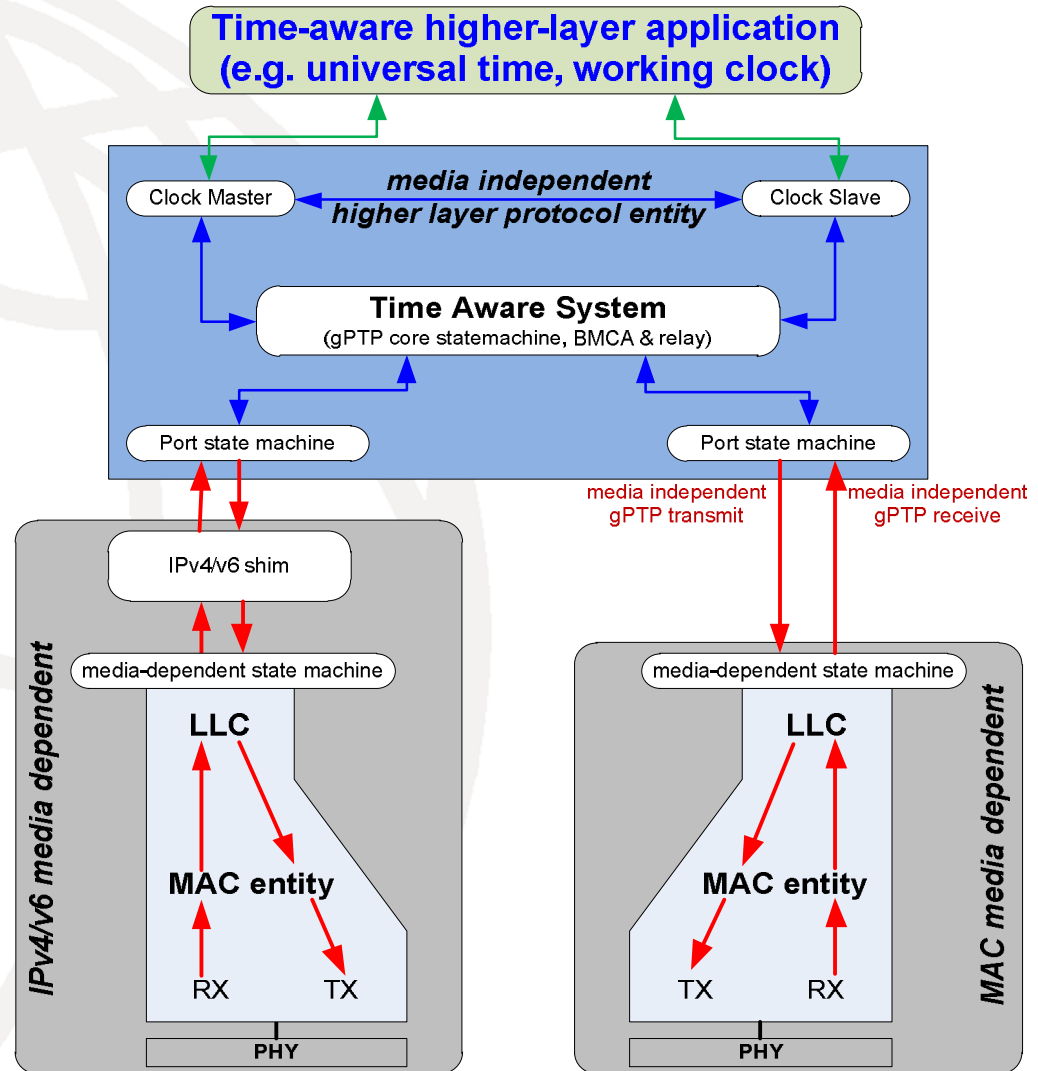 Time-aware higher-layer application
(e.g. universal time, working clock)
Clock Master
media independent
higher layer protocol entity
Clock Slave
Time Aware System
(gPTP core statemachine, BMCA & relay)
Port state machine
Port state machine
media independent
gPTP transmit
media independent
gPTP receive
IPv4/v6 shim
media-dependent state machine
LLC
MAC entity
RX
TX
PHY
IPv4/v6 media dependent
media-dependent state machine
LLC
MAC entity
TX
RX
PHY
MAC media dependent